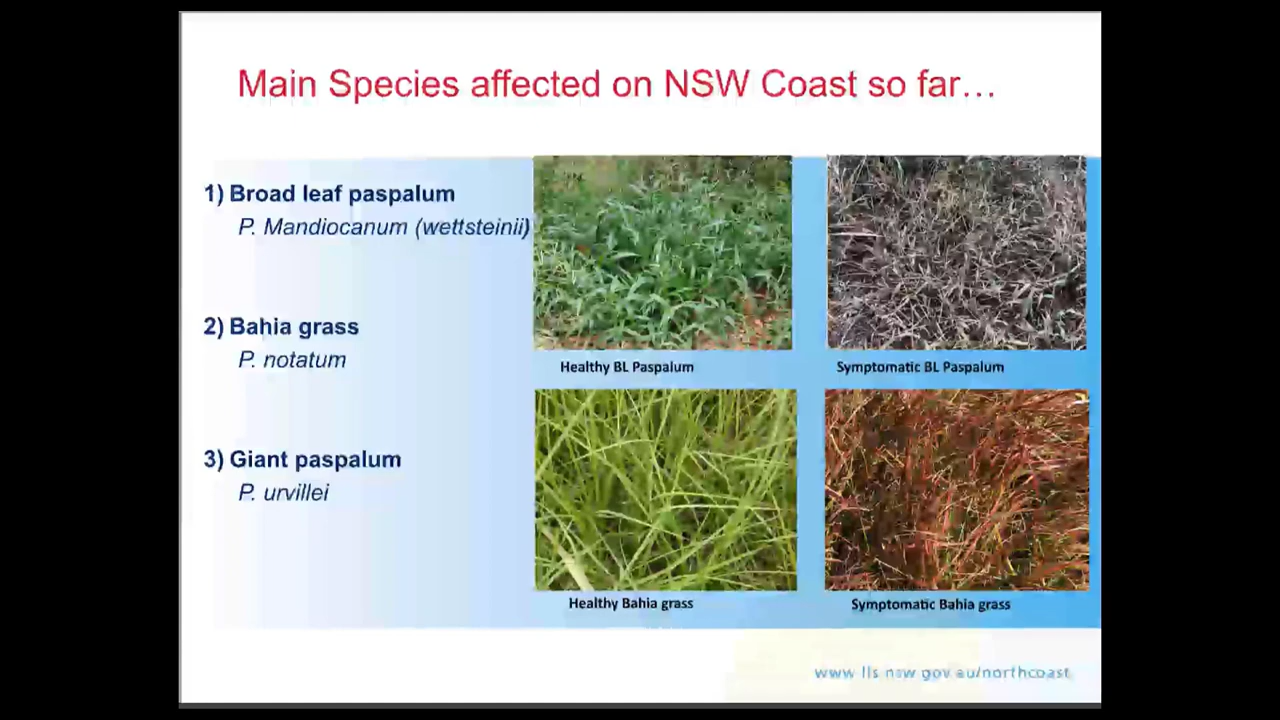 Main Species affected on NSW Coast so far…
1) Broad leaf paspalum
P. Mandiocanum (wettsteinii)
2) Bahia grass
P. notatum
3) Giant paspalum
P. urvillei
Healthy BL Paspalum
Symptomatic BL Paspalum
Healthy Bahia grass
Symptomatic Bahia grass
www.lls.nsw.gov.au/northcoast